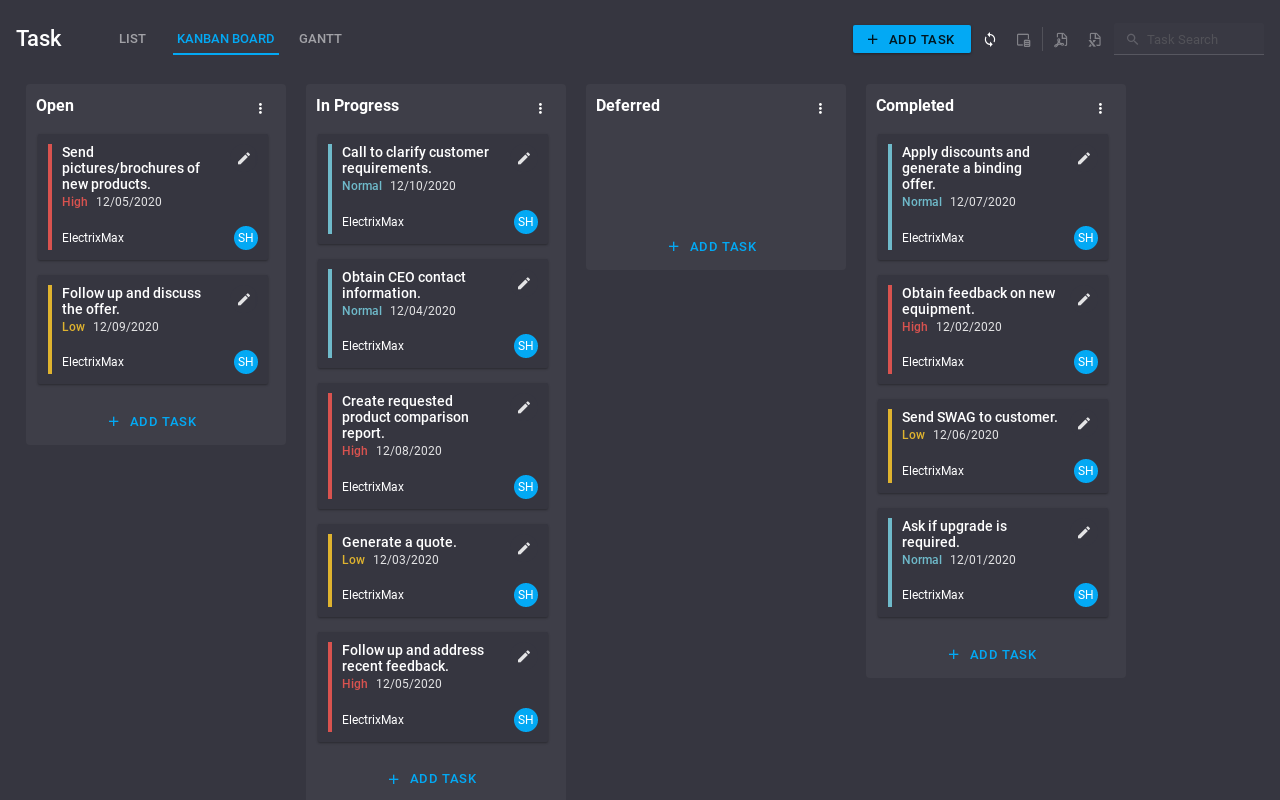 Task
LIST
KANBAN BOARD
GANTT
ADD TASK
Task Search
Open
Send
pictures/brochures of
new products.
High 12/05/2020
ElectrixMax
SH
Follow up and discuss
the offer.
Low 12/09/2020
ElectrixMax
SH
ADD TASK
In Progress
Call to clarify customer
requirements.
Normal 12/10/2020
ElectrixMax
SH
Obtain CEO contact
information.
Normal 12/04/2020
ElectrixMax
SH
Create requested
product comparison
report.
High 12/08/2020
ElectrixMax
SH
Generate a quote.
Low 12/03/2020
ElectrixMax
SH
Follow up and address
recent feedback.
High 12/05/2020
ElectrixMax
SH
ADD TASK
Deferred
ADD TASK
Completed
Apply discounts and
generate a binding
offer.
Normal 12/07/2020
ElectrixMax
SH
Obtain feedback on new
equipment.
High 12/02/2020
ElectrixMax
SH
Send SWAG to customer.
Low 12/06/2020
ElectrixMax
SH
Ask if upgrade is
required.
Normal 12/01/2020
ElectrixMax
SH
ADD TASK